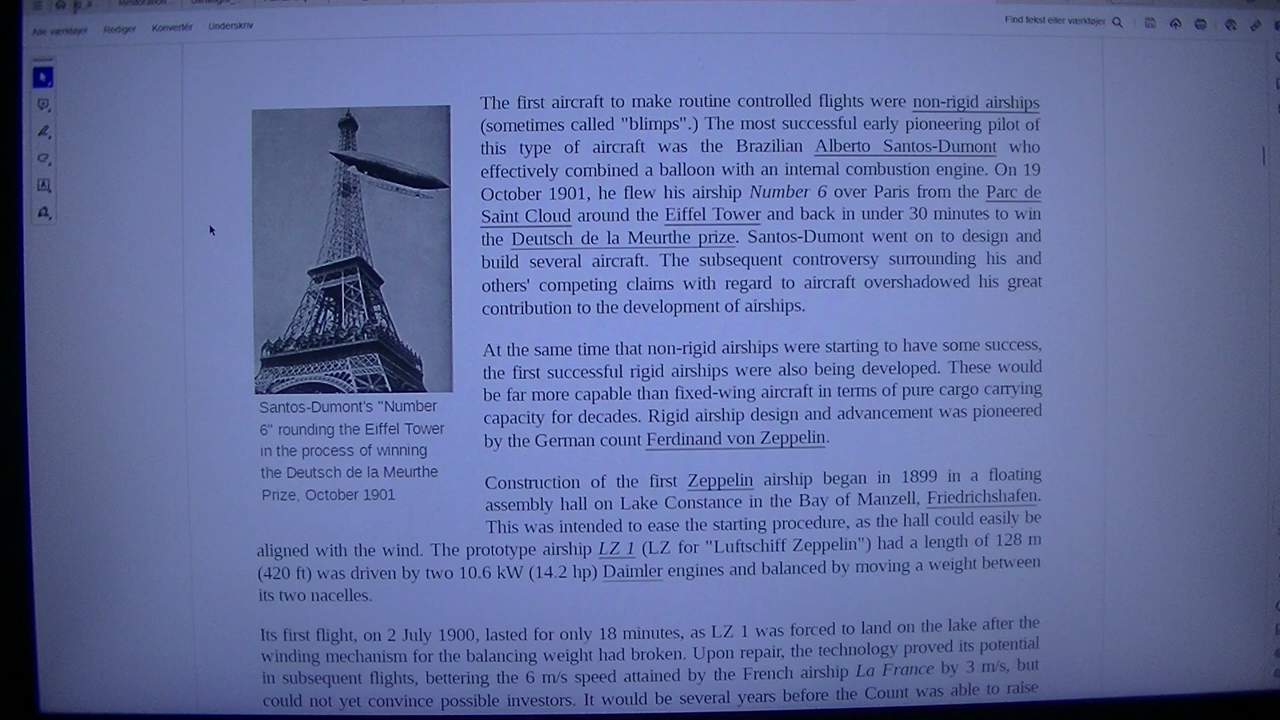 Alle værktøjer Rediger Konvertér Underskriv
Find tekst eller værktøjer
The first aircraft to make routine controlled flights were non-rigid airships
(sometimes called "blimps".) The most successful early pioneering pilot of
this type of aircraft was the Brazilian Alberto Santos-Dumont who
effectively combined a balloon with an internal combustion engine. On 19
October 1901, he flew his airship Number 6 over Paris from the Parc de
Saint Cloud around the Eiffel Tower and back in under 30 minutes to win
the Deutsch de la Meurthe prize. Santos-Dumont went on to design and
build several aircraft. The subsequent controversy surrounding his and
others' competing claims with regard to aircraft overshadowed his great
contribution to the development of airships.
At the same time that non-rigid airships were starting to have some success,
the first successful rigid airships were also being developed. These would
be far more capable than fixed-wing aircraft in terms of pure cargo carrying
capacity for decades. Rigid airship design and advancement was pioneered
by the German count Ferdinand von Zeppelin.
Santos-Dumont's "Number
6" rounding the Eiffel Tower
in the process of winning
the Deutsch de la Meurthe
Prize, October 1901
Construction of the first Zeppelin airship began in 1899 in a floating
assembly hall on Lake Constance in the Bay of Manzell, Friedrichshafen.
This was intended to ease the starting procedure, as the hall could easily be
aligned with the wind. The prototype airship LZ 1 (LZ for "Luftschiff Zeppelin") had a length of 128 m
(420 ft) was driven by two 10.6 kW (14.2 hp) Daimler engines and balanced by moving a weight between
its two nacelles.
Its first flight, on 2 July 1900, lasted for only 18 minutes, as LZ 1 was forced to land on the lake after the
winding mechanism for the balancing weight had broken. Upon repair, the technology proved its potential
in subsequent flights, bettering the 6 m/s speed attained by the French airship La France by 3 m/s, but
could not yet convince possible investors. It would be several years before the Count was able to raise